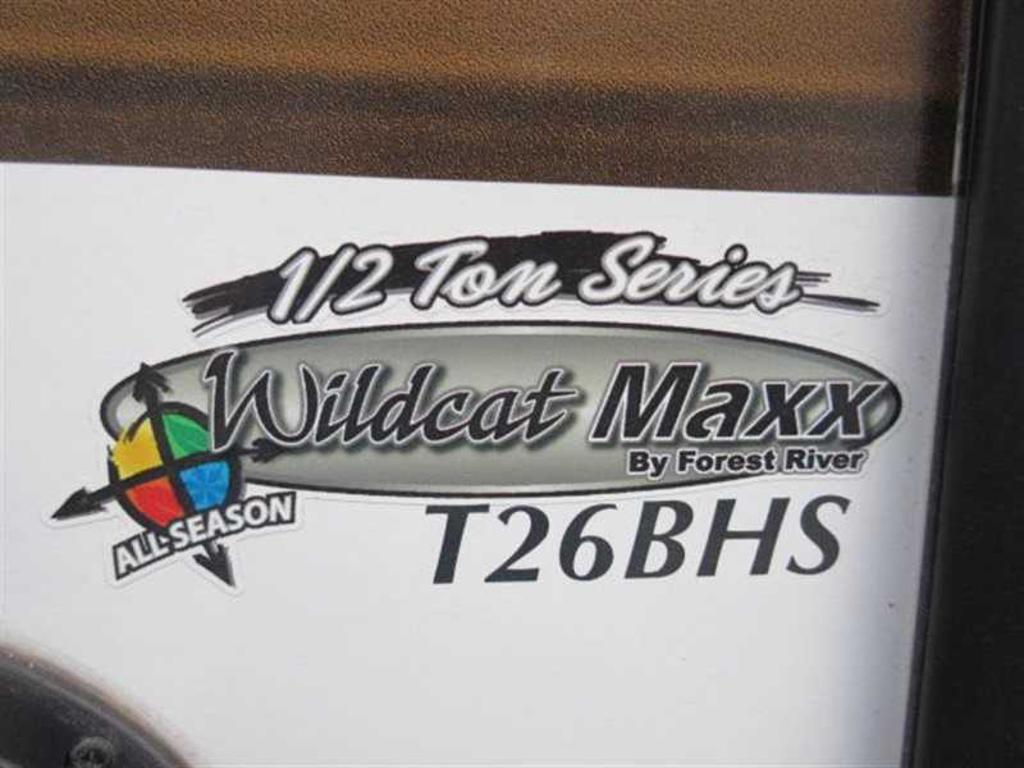 1/2 Ton Series
Wildcat Maxx
By Forest River
ALL-SEASON
T26BHS